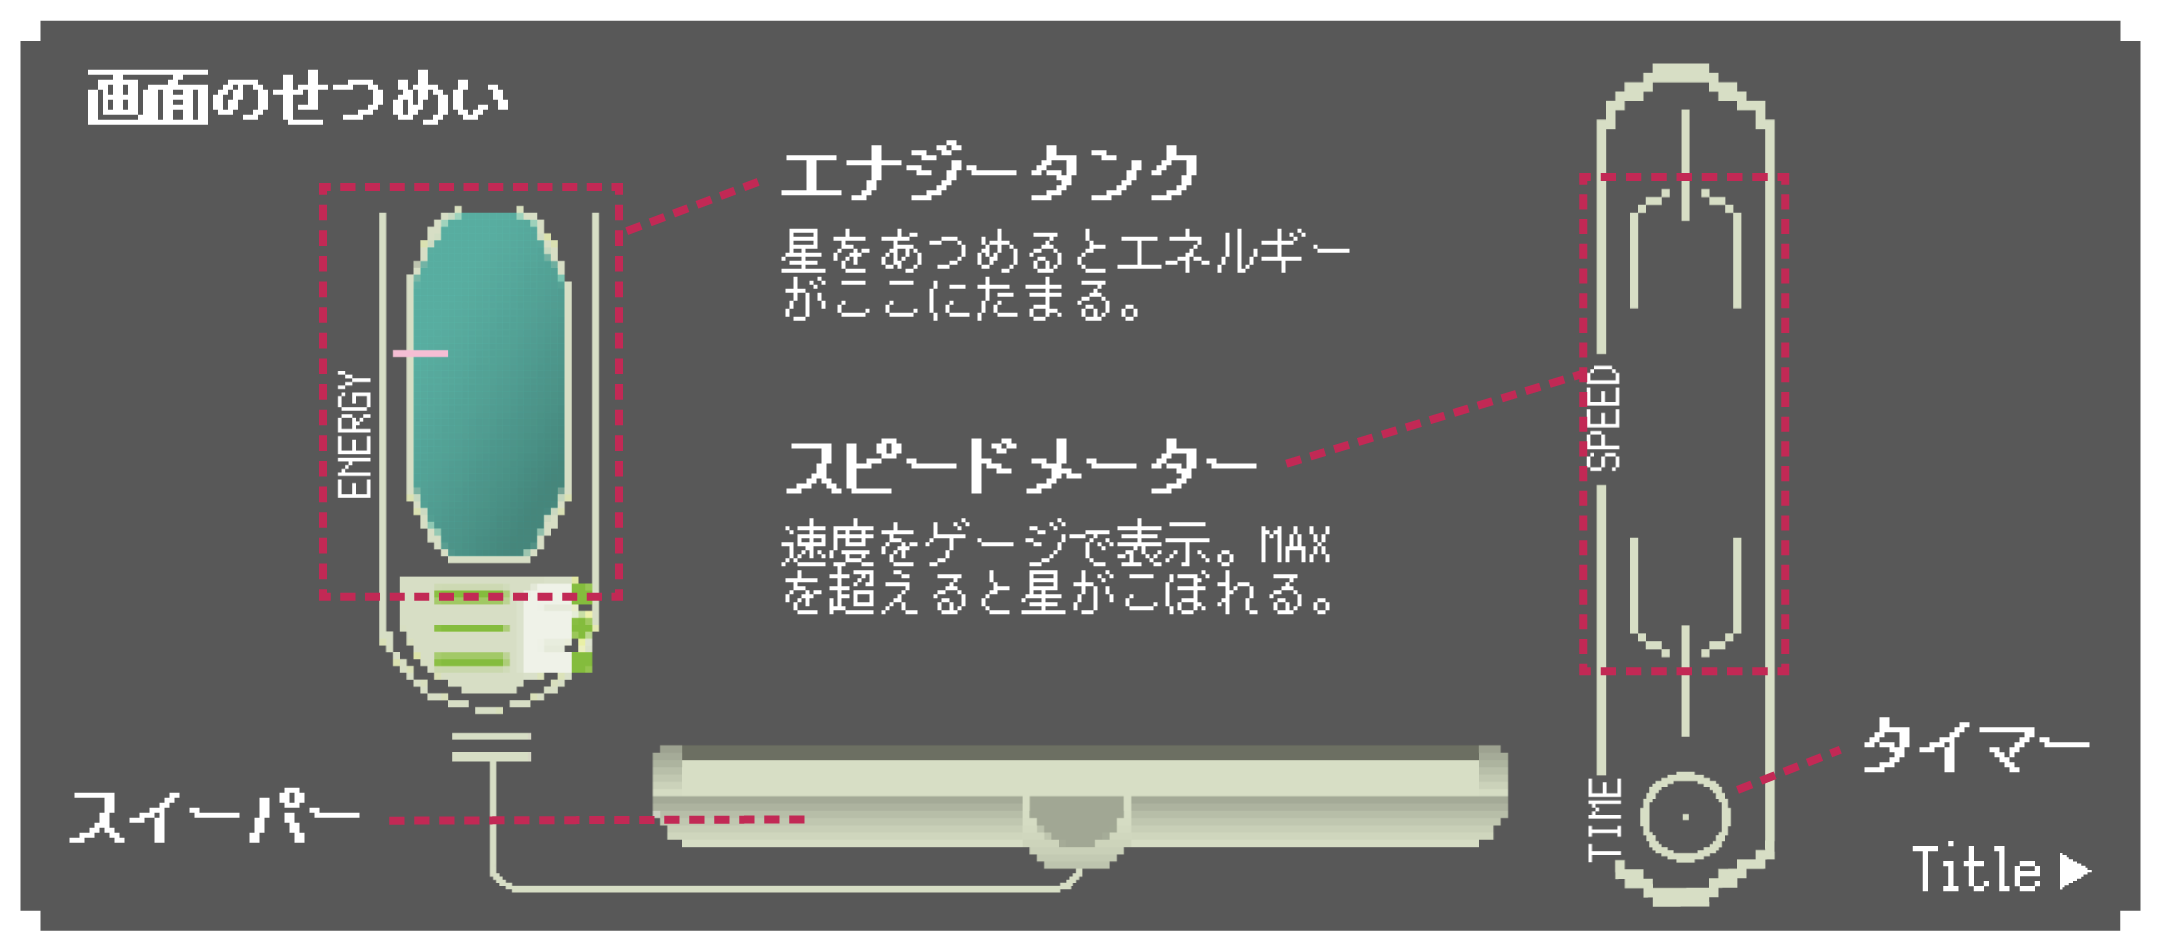 画面のせつめい
エナジータンク
星をあつめるとエネルギー
がここにたまる。
ENERGY
スピードメーター
速度をゲージで表示。MAX
を超えると星がこぼれる。
SPEED
タイマー
TIME
スイーパー
Title ▶